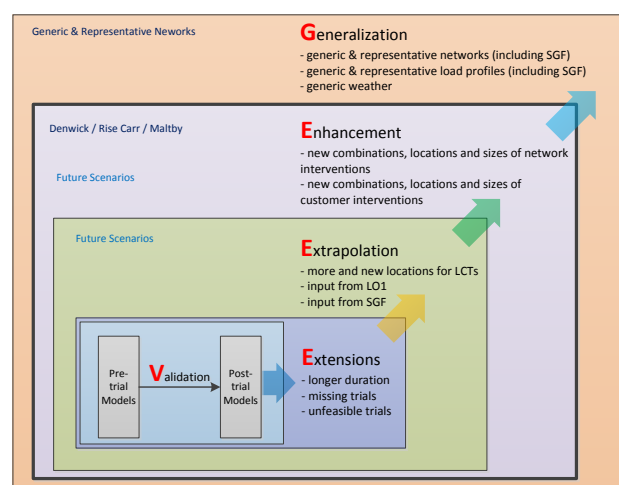 Generic & Representative Neworks
Generalization
- generic & representative networks (including SGF)
- generic & representative load profiles (including SGF)
- generic weather
Denwick / Rise Carr / Maltby
Enhancement
- new combinations, locations and sizes of network
interventions
- new combinations, locations and sizes of
customer interventions
Future Scenarios
Future Scenarios
Extrapolation
- more and new locations for LCTs
- input from LO1
- input from SGF
Pre-
trial
Models
Validation
Post-
trial
Models
Extensions
- longer duration
- missing trials
- unfeasible trials